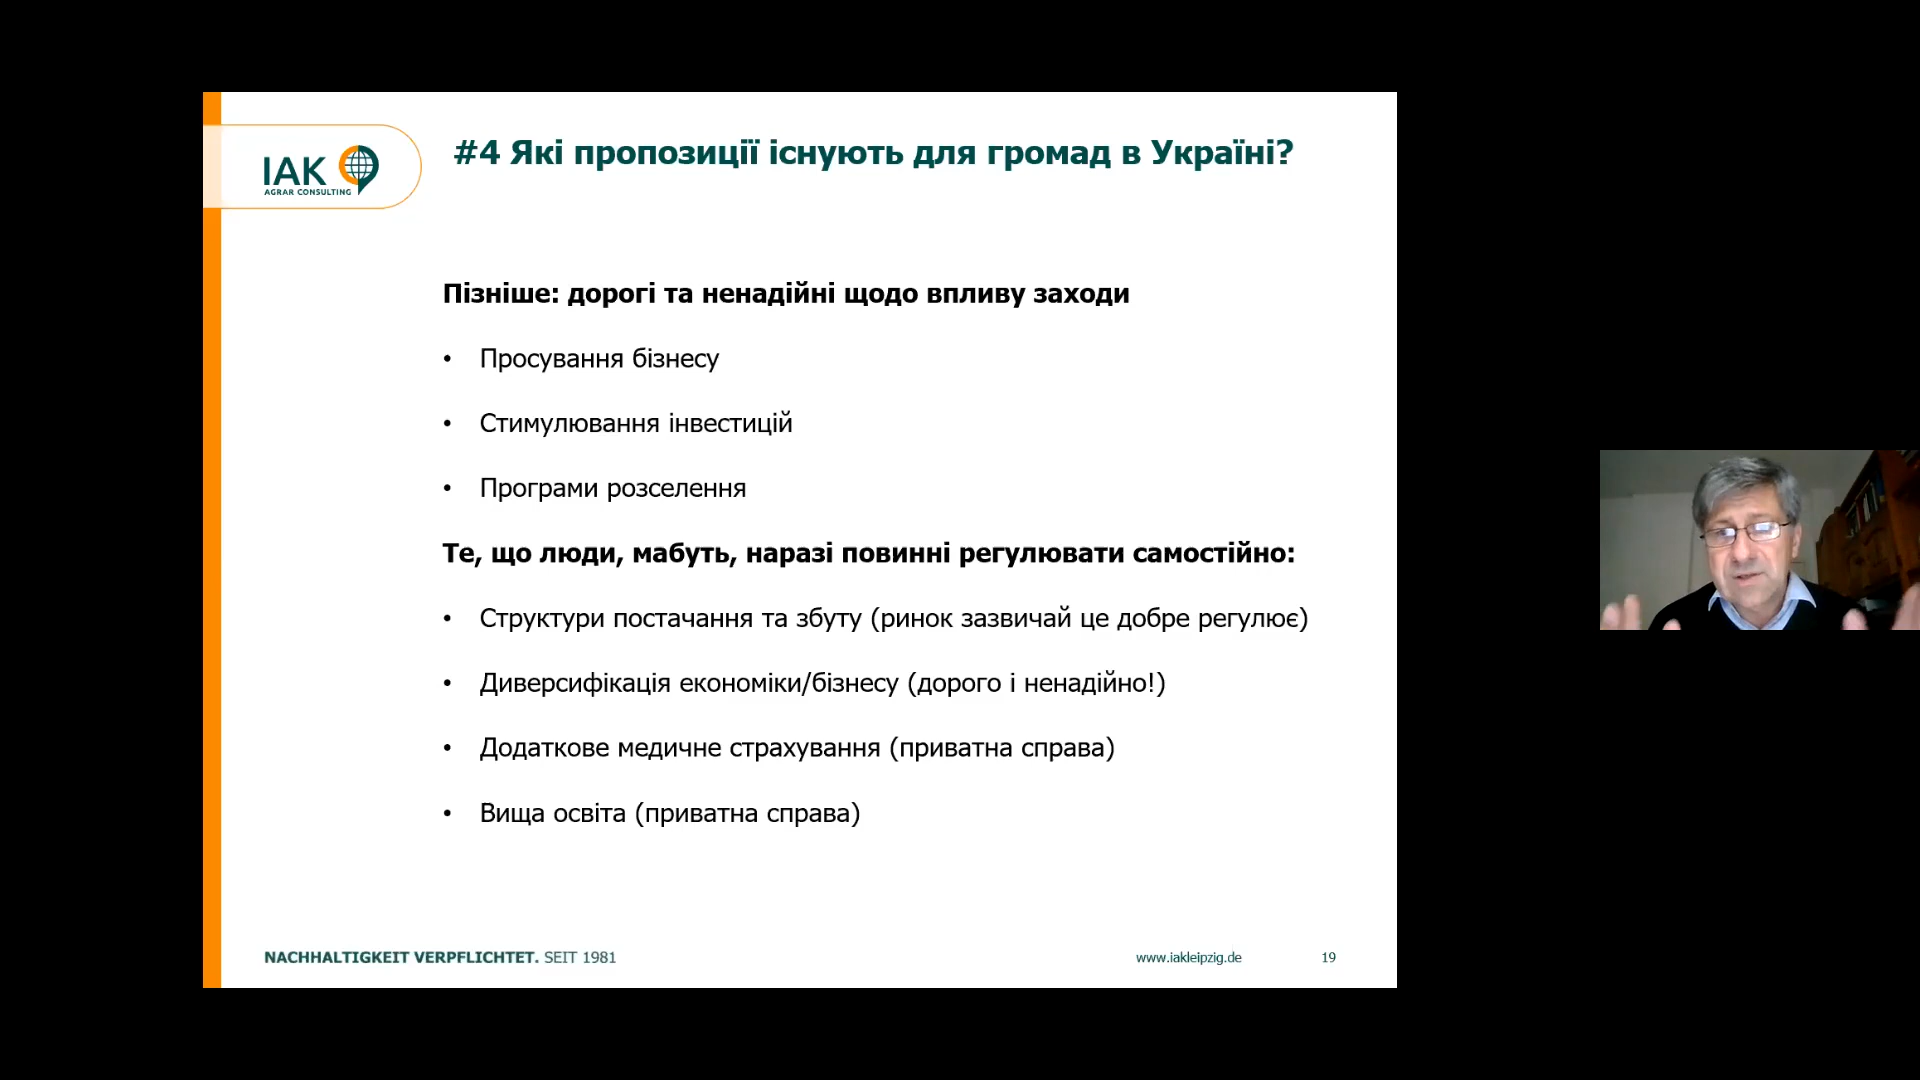 IAK
AGRAR CONSULTING
#4 Які пропозиції існують для громад в Україні?
Пізніше: дорогі та ненадійні щодо впливу заходи
• Просування бізнесу
• Стимулювання інвестицій
• Програми розселення
Те, що люди, мабуть, наразі повинні регулювати самостійно:
• Структури постачання та збуту (ринок зазвичай це добре регулює)
• Диверсифікація економіки/бізнесу (дорого і ненадійно!)
• Додаткове медичне страхування (приватна справа)
• Вища освіта (приватна справа)
NACHHALTIGKEIT VERPFLICHTET. SEIT 1981
www.iakleipzig.de
19